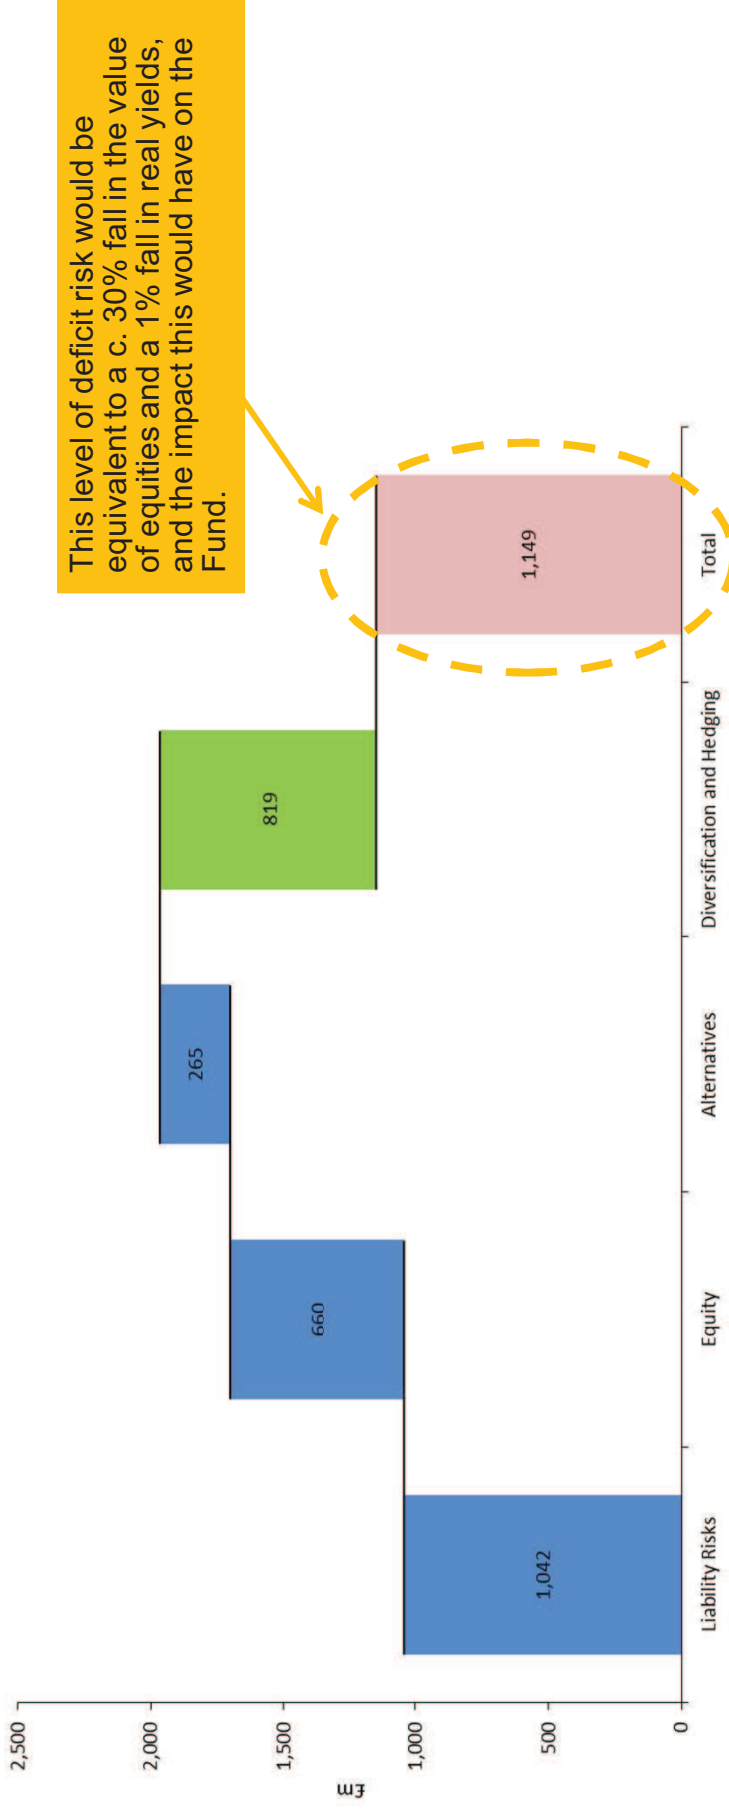 This level of deficit risk would be
equivalent to a c. 30% fall in the value
of equities and a 1% fall in real yields,
and the impact this would have on the
Fund.
£m
2,500
2,000
1,500
1,000
500
0
1,042
660
265
819
1,149
Liability Risks
Equity
Alternatives
Diversification and Hedging
Total